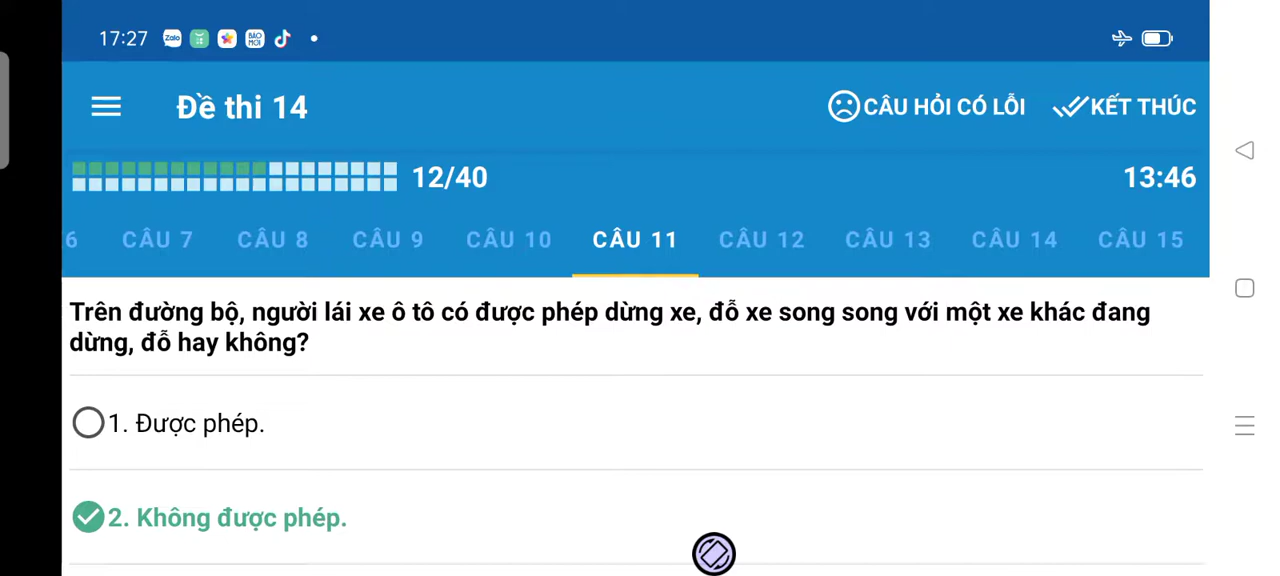 17:27 Zalo BÁO MỚI
Đề thi 14 CÂU HỎI CÓ LỖI KẾT THÚC
12/40 13:46
6 CÂU 7 CÂU 8 CÂU 9 CÂU 10 CÂU 11 CÂU 12 CÂU 13 CÂU 14 CÂU 15
Trên đường bộ, người lái xe ô tô có được phép dừng xe, đỗ xe song song với một xe khác đang
dừng, đỗ hay không?
1. Được phép.
2. Không được phép.